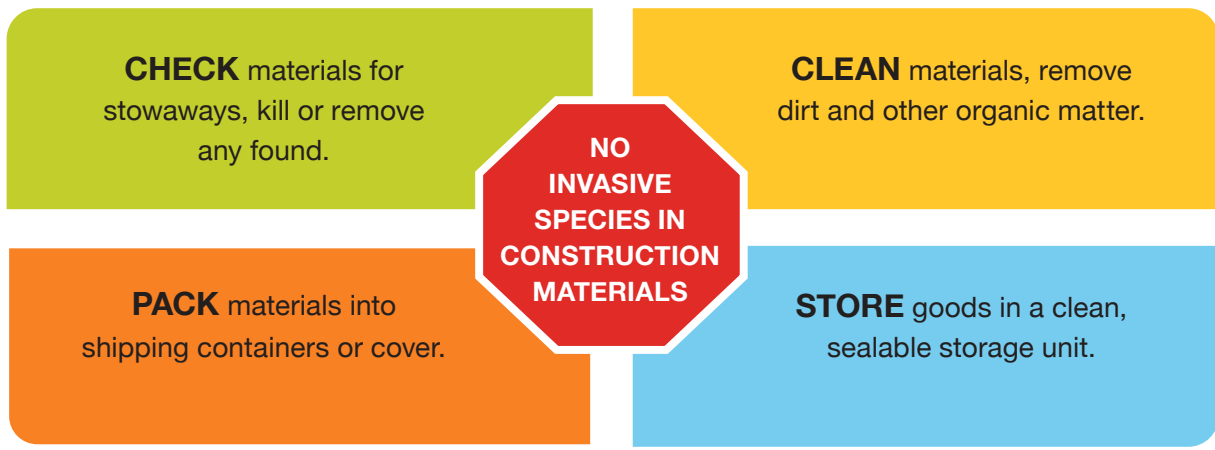 CHECK materials for
stowaways, kill or remove
any found.
CLEAN materials, remove
dirt and other organic matter.
NO
INVASIVE
SPECIES IN
CONSTRUCTION
MATERIALS
PACK materials into
shipping containers or cover.
STORE goods in a clean,
sealable storage unit.